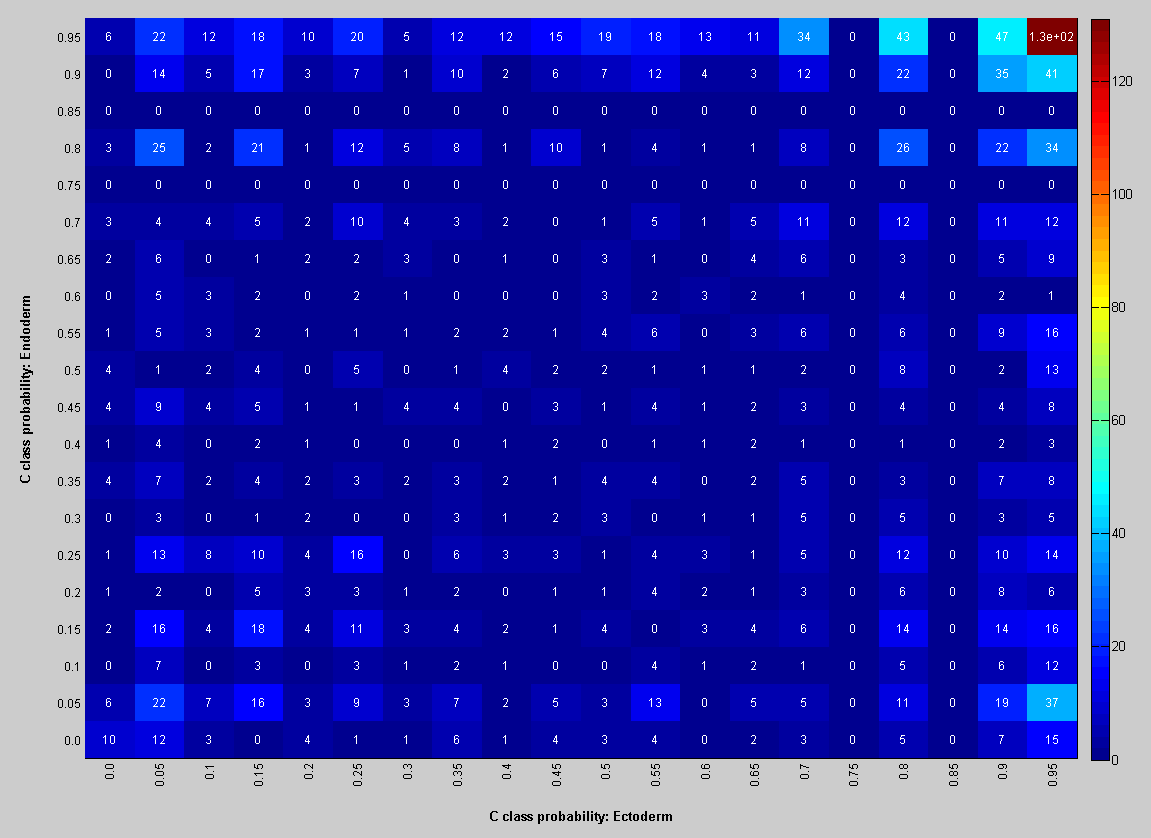 0.95 6 22 12 18 10 20 5 12 12 15 19 18 13 11 34 0 43 0 47 1.3e+02
0.9 0 14 5 17 3 7 1 10 2 6 7 12 4 3 12 0 22 0 35 41
0.85 0 0 0 0 0 0 0 0 0 0 0 0 0 0 0 0 0 0 0 0
0.8 3 25 2 21 1 12 5 8 1 10 1 4 1 1 8 0 26 0 22 34
0.75 0 0 0 0 0 0 0 0 0 0 0 0 0 0 0 0 0 0 0 0
0.7 3 4 4 5 2 10 4 3 2 0 1 5 1 5 11 0 12 0 11 12
0.65 2 6 0 1 2 2 3 0 1 0 3 1 0 4 6 0 3 0 5 9
0.6 0 5 3 2 0 2 1 0 0 0 3 2 3 2 1 0 4 0 2 1
0.55 1 5 3 2 1 1 1 2 2 1 4 6 0 3 6 0 6 0 9 16
0.5 4 1 2 4 0 5 0 1 4 2 2 1 1 1 2 0 8 0 2 13
0.45 4 9 4 5 1 1 4 4 0 3 1 4 1 2 3 0 4 0 4 8
0.4 1 4 0 2 1 0 0 0 1 2 0 1 1 2 1 0 1 0 2 3
0.35 4 7 2 4 2 3 2 3 2 1 4 4 0 2 5 0 3 0 7 8
0.3 0 3 0 1 2 0 0 3 1 2 3 0 1 1 5 0 5 0 3 5
0.25 1 13 8 10 4 16 0 6 3 3 1 4 3 1 5 0 12 0 10 14
0.2 1 2 0 5 3 3 1 2 0 1 1 4 2 1 3 0 6 0 8 6
0.15 2 16 4 18 4 11 3 4 2 1 4 0 3 4 6 0 14 0 14 16
0.1 0 7 0 3 0 3 1 2 1 0 0 4 1 2 1 0 5 0 6 12
0.05 6 22 7 16 3 9 3 7 2 5 3 13 0 5 5 0 11 0 19 37
0.0 10 12 3 0 4 1 1 6 1 4 3 4 0 2 3 0 5 0 7 15
0.0 0.05 0.1 0.15 0.2 0.25 0.3 0.35 0.4 0.45 0.5 0.55 0.6 0.65 0.7 0.75 0.8 0.85 0.9 0.95
C class probability: Ectoderm
C class probability: Endoderm
120
100
80
60
40
20
0